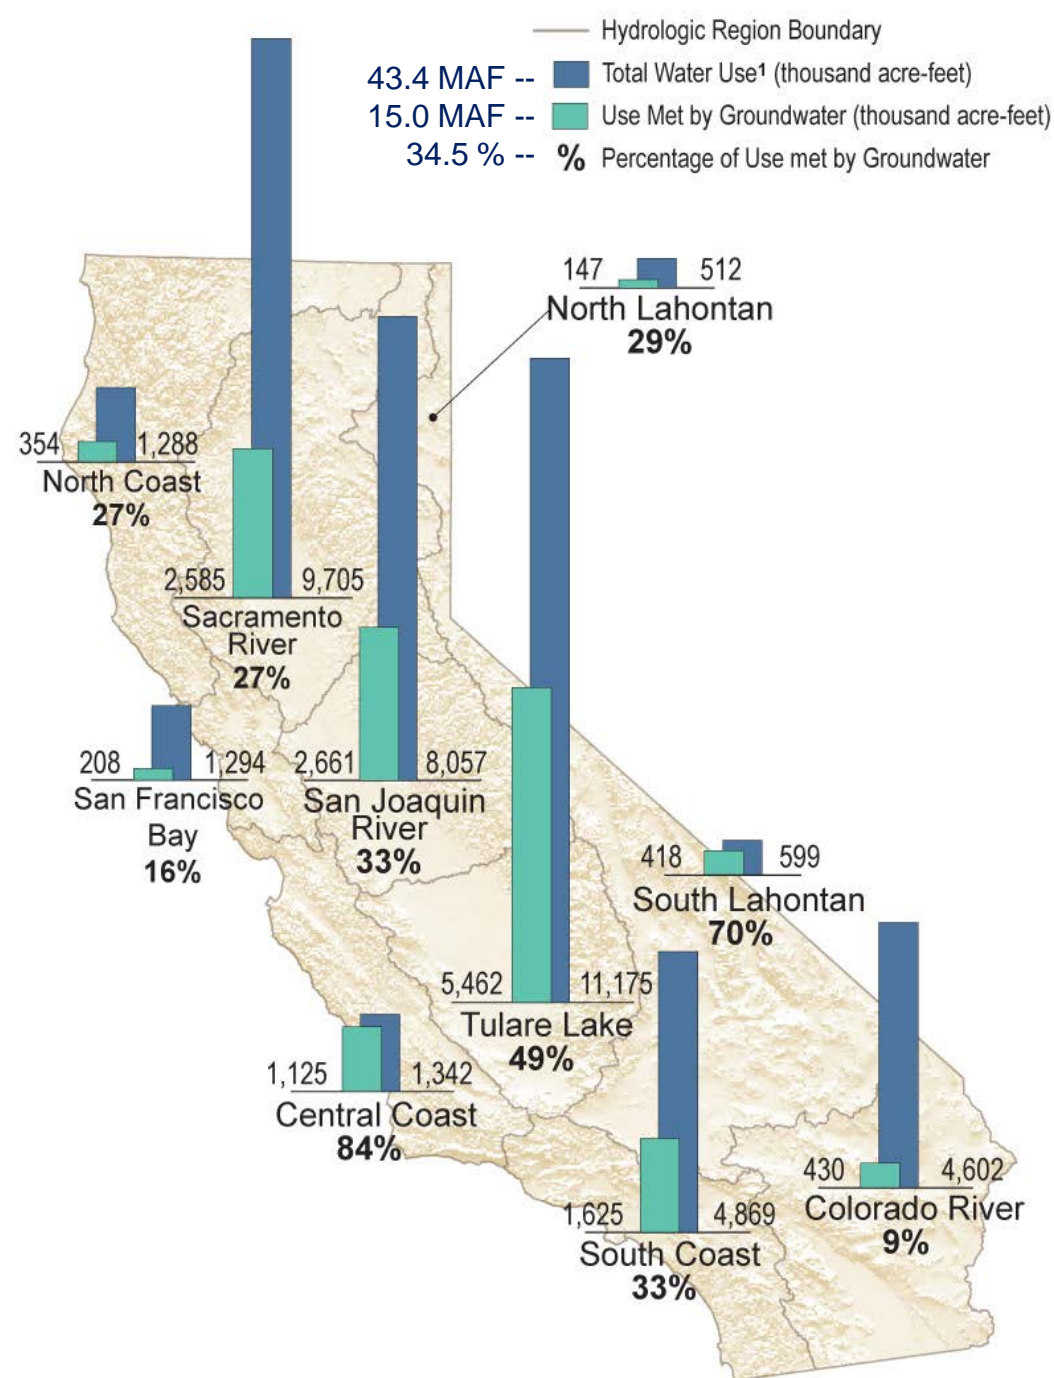 Hydrologic Region Boundary
43.4 MAF -- Total Water Use¹ (thousand acre-feet)
15.0 MAF -- Use Met by Groundwater (thousand acre-feet)
34.5 % -- % Percentage of Use met by Groundwater
147 512
North Lahontan
29%
354 1,288
North Coast
27%
2,585 9,705
Sacramento
River
27%
208 1,294
San Francisco
Bay
16%
2,661 8,057
San Joaquin
River
33%
418 599
South Lahontan
70%
5,462 11,175
Tulare Lake
49%
1,125 1,342
Central Coast
84%
430 4,602
Colorado River
9%
1,625 4,869
South Coast
33%